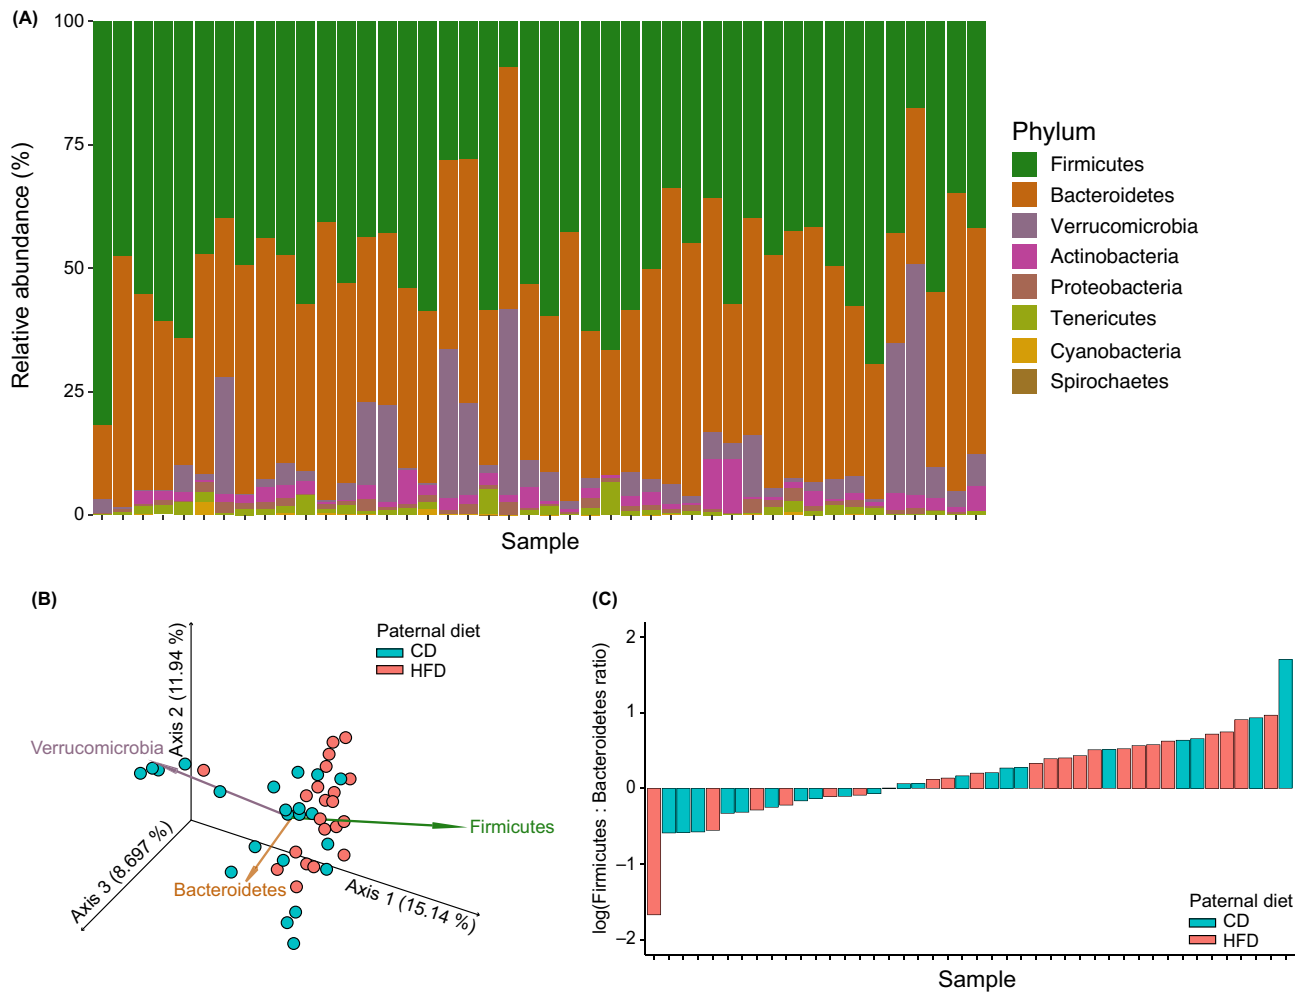 (A)
100
75
50
25
0
Relative abundance (%)
Sample
Phylum
Firmicutes
Bacteroidetes
Verrucomicrobia
Actinobacteria
Proteobacteria
Tenericutes
Cyanobacteria
Spirochaetes
(B)
Paternal diet
CD
HFD
Axis 2 (11.94 %)
Verrucomicrobia
Firmicutes
Bacteroidetes
Axis 3 (8.697 %)
Axis 1 (15.14 %)
(C)
2
1
0
−1
−2
log(Firmicutes : Bacteroidetes ratio)
Paternal diet
CD
HFD
Sample